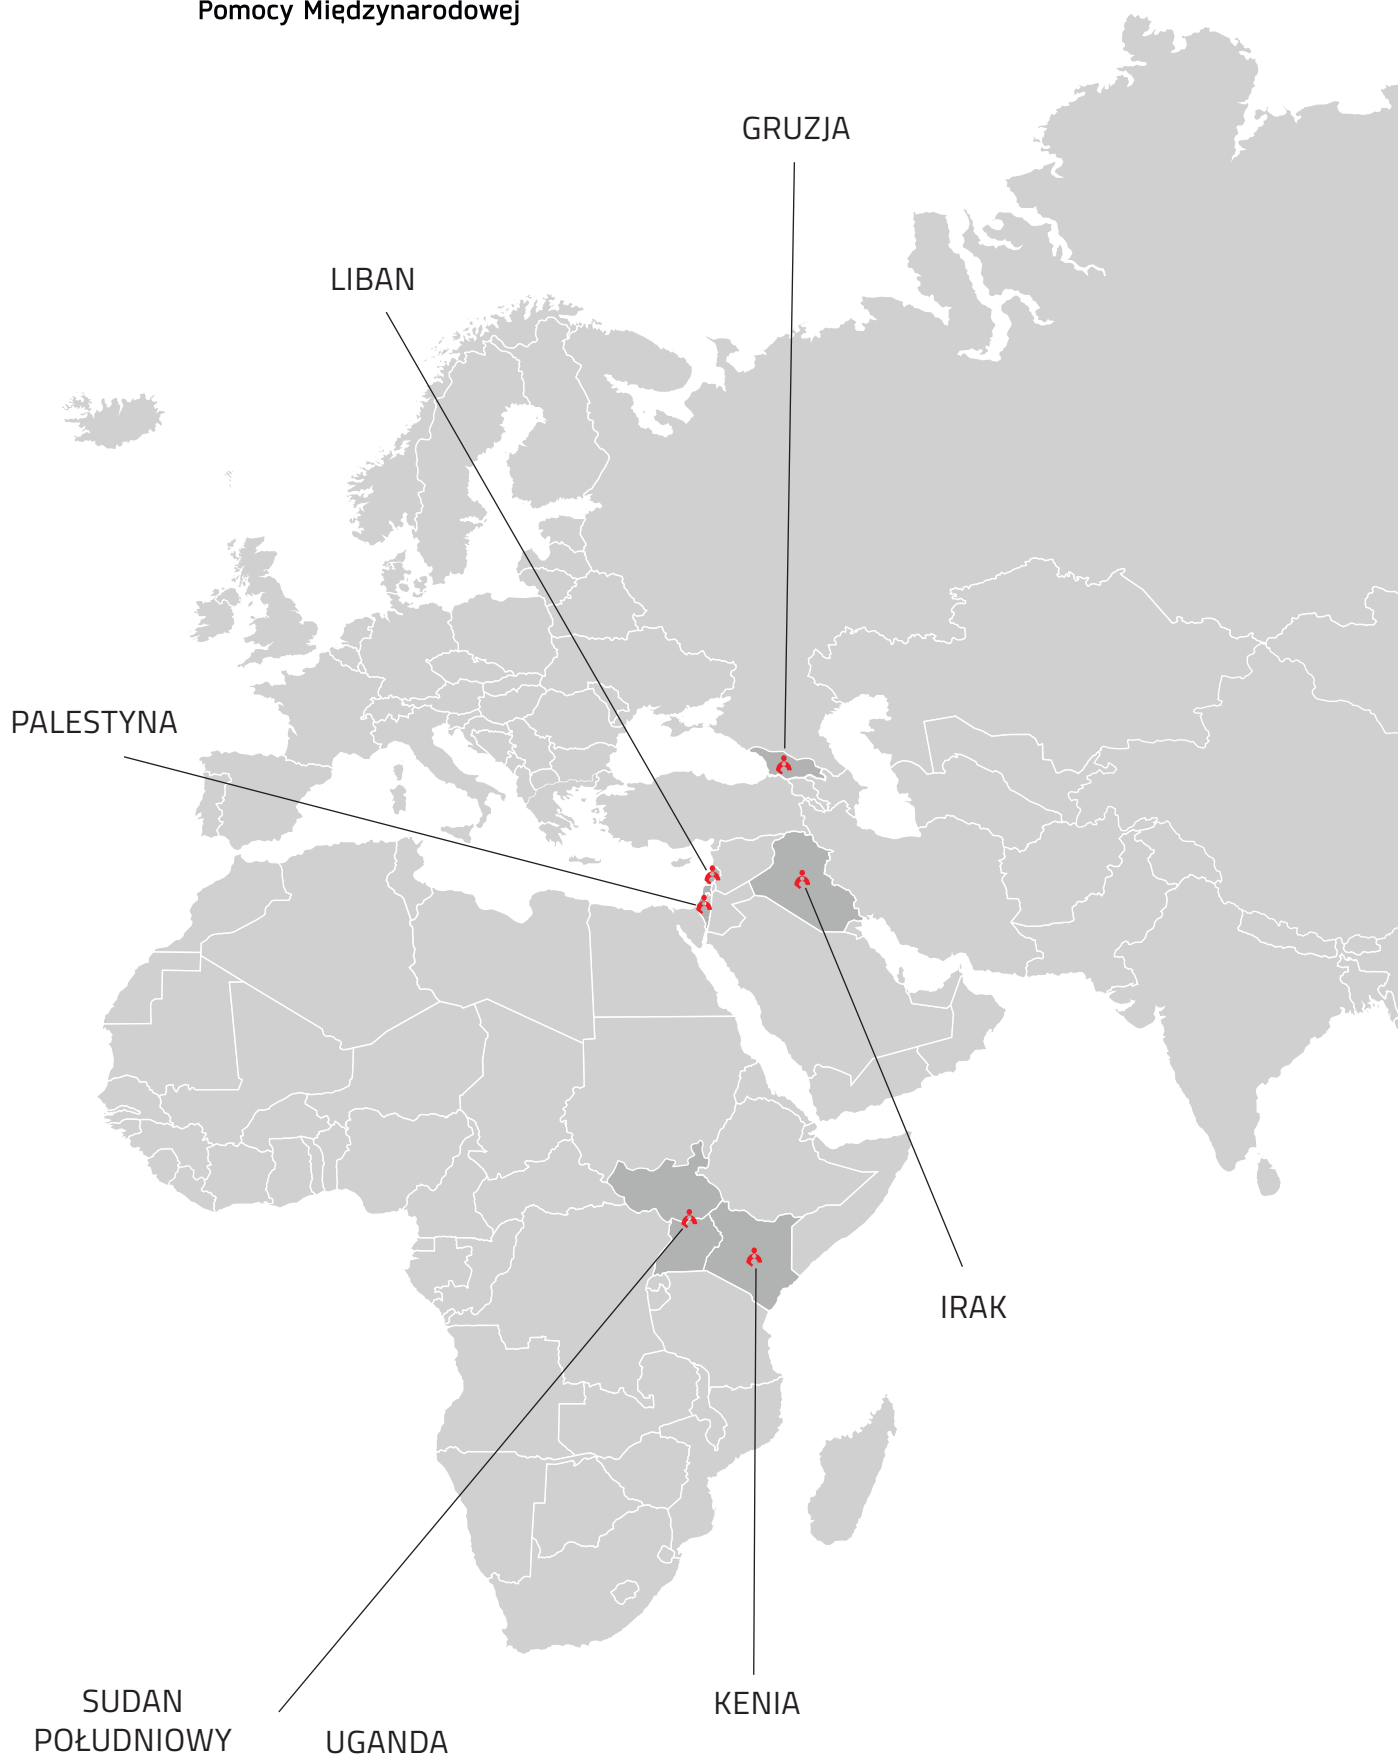 Pomocy Międzynarodowej
GRUZJA
LIBAN
PALESTYNA
IRAK
SUDAN
POŁUDNIOWY
UGANDA
KENIA